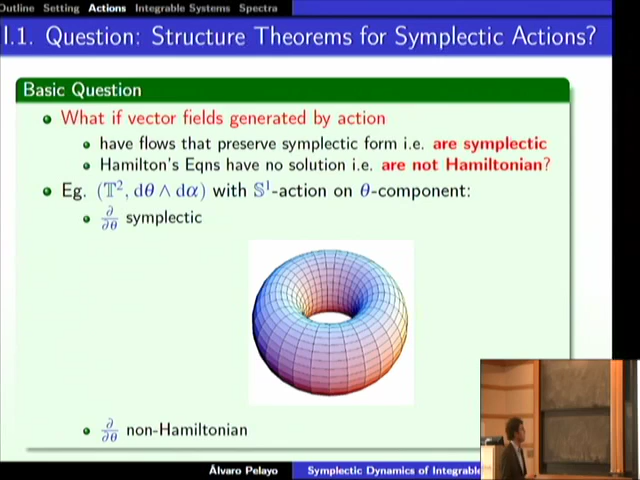 Outline Setting Actions Integrable Systems Spectra
I.1. Question: Structure Theorems for Symplectic Actions?
Basic Question
What if vector fields generated by action
have flows that preserve symplectic form i.e. are symplectic
Hamilton's Eqns have no solution i.e. are not Hamiltonian?
Eg. (𝕋², dθ ∧ dα) with 𝕊¹-action on θ-component:
∂/∂θ symplectic
∂/∂θ non-Hamiltonian
Álvaro Pelayo Symplectic Dynamics of Integrable